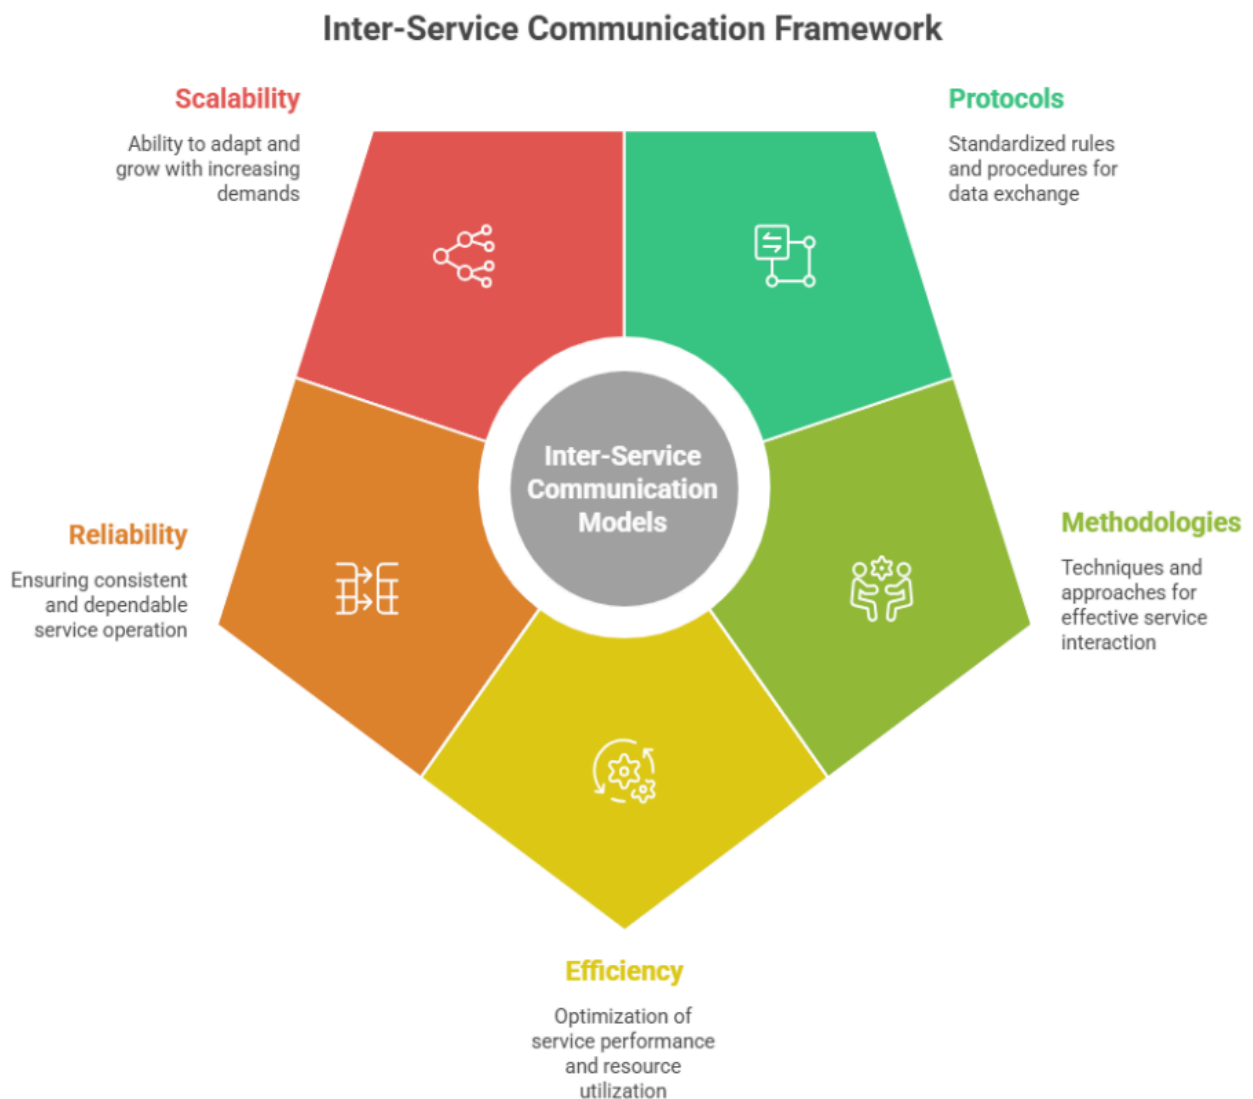 Inter-Service Communication Framework
Scalability
Ability to adapt and
grow with increasing
demands
Protocols
Standardized rules
and procedures for
data exchange
Inter-Service
Communication
Models
Reliability
Ensuring consistent
and dependable
service operation
Methodologies
Techniques and
approaches for
effective service
interaction
Efficiency
Optimization of
service performance
and resource
utilization